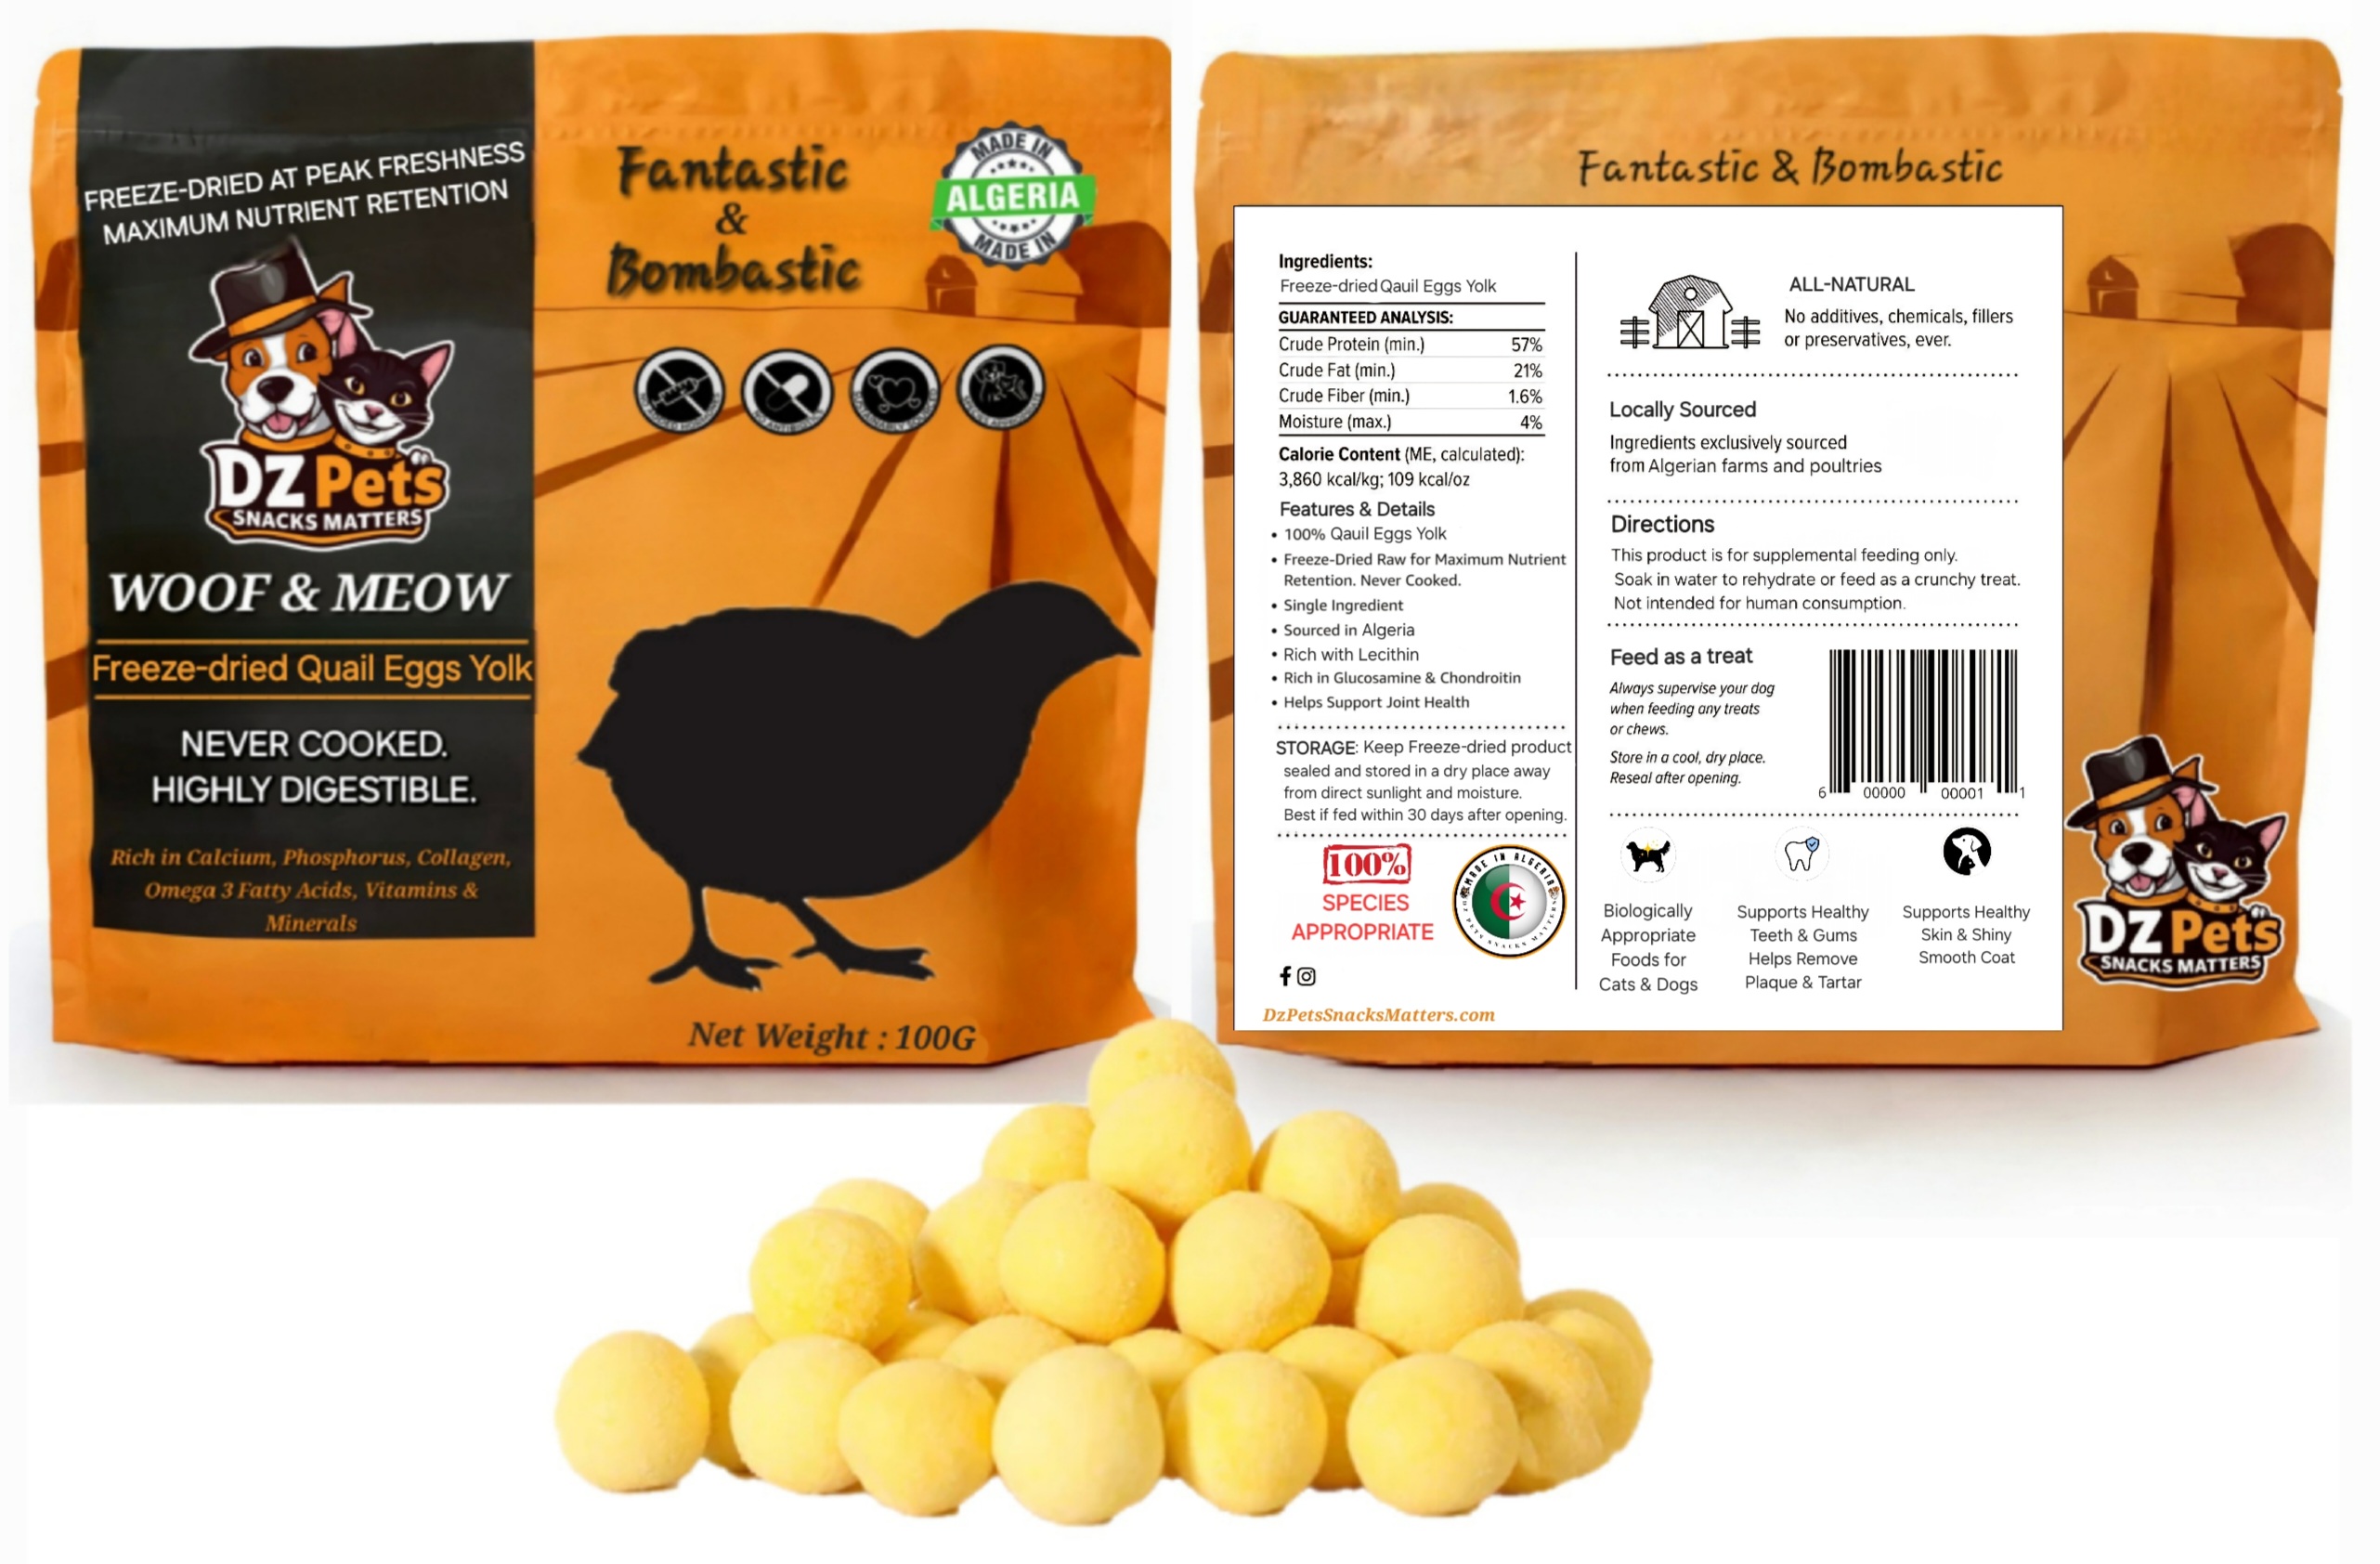 FREEZE-DRIED AT PEAK FRESHNESS
MAXIMUM NUTRIENT RETENTION
DZ Pets
SNACKS MATTERS
WOOF & MEOW
Freeze-dried Quail Eggs Yolk
NEVER COOKED.
HIGHLY DIGESTIBLE.
Rich in Calcium, Phosphorus, Collagen,
Omega 3 Fatty Acids, Vitamins &
Minerals
Fantastic
&
Bombastic
MADE IN
ALGERIA
MADE IN
Net Weight : 100G
Fantastic & Bombastic
Ingredients:
Freeze-dried Qauil Eggs Yolk
GUARANTEED ANALYSIS:
Crude Protein (min.) 57%
Crude Fat (min.) 21%
Crude Fiber (min.) 1.6%
Moisture (max.) 4%
Calorie Content (ME, calculated):
3,860 kcal/kg; 109 kcal/oz
Features & Details
• 100% Qauil Eggs Yolk
• Freeze-Dried Raw for Maximum Nutrient
Retention. Never Cooked.
• Single Ingredient
• Sourced in Algeria
• Rich with Lecithin
• Rich in Glucosamine & Chondroitin
• Helps Support Joint Health
STORAGE: Keep Freeze-dried product
sealed and stored in a dry place away
from direct sunlight and moisture.
Best if fed within 30 days after opening.
100%
SPECIES
APPROPRIATE
MADE IN ALGERIA
DZ PETS SNACKS MATTERS
DzPetsSnacksMatters.com
ALL-NATURAL
No additives, chemicals, fillers
or preservatives, ever.
Locally Sourced
Ingredients exclusively sourced
from Algerian farms and poultries
Directions
This product is for supplemental feeding only.
Soak in water to rehydrate or feed as a crunchy treat.
Not intended for human consumption.
Feed as a treat
Always supervise your dog
when feeding any treats
or chews.
Store in a cool, dry place.
Reseal after opening.
6 00000 00001 1
Biologically
Appropriate
Foods for
Cats & Dogs
Supports Healthy
Teeth & Gums
Helps Remove
Plaque & Tartar
Supports Healthy
Skin & Shiny
Smooth Coat
DZ Pets
SNACKS MATTERS